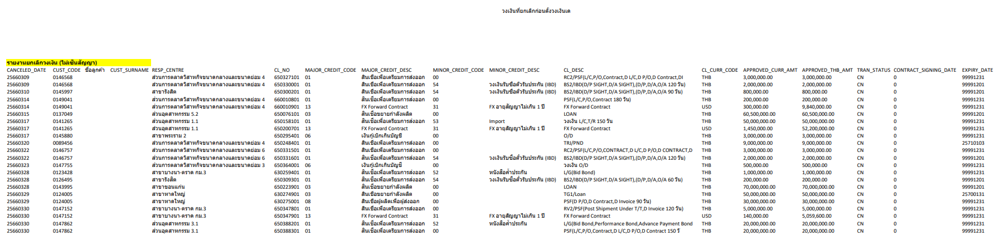 วงเงินที่ยกเลิกก่อนตั้งวงเงินเด
รายงานยกเลิกวงเงิน (ไม่เซ็นสัญญา)
CANCELED_DATE CUST_CODE ชื่อลูกค้า CUST_SURNAME RESP_CENTRE CL_NO MAJOR_CREDIT_CODE MAJOR_CREDIT_DESC MINOR_CREDIT_CODE MINOR_CREDIT_DESC CL_DESC CL_CURR_CODE APPROVED_CURR_AMT APPROVED_THB_AMT TRAN_STATUS CONTRACT_SIGNING_DATE EXPIRY_DATE
25660309 0146568 ส่วนการตลาดวิสาหกิจขนาดกลางและขนาดย่อม 4 650327101 01 สินเชื่อเพื่อเตรียมการส่งออก 00 RC2/PSF(L/C,P/O,Contract,D L/C,D P/O,D Contract,DI THB 3,000,000.00 3,000,000.00 CN 0 99991231
25660309 0146568 ส่วนการตลาดวิสาหกิจขนาดกลางและขนาดย่อม 4 650330001 01 สินเชื่อเพื่อเตรียมการส่งออก 54 วงเงินรับซื้อตั๋วรับประกัน (IBD) BS2/IBD(D/P SIGHT,D/A SIGHT),(D/P,D/A,O/A 120 วัน) THB 2,000,000.00 2,000,000.00 CN 0 99991201
25660310 0145997 สาขารังสิต 650300201 01 สินเชื่อเพื่อเตรียมการส่งออก 54 วงเงินรับซื้อตั๋วรับประกัน (IBD) BS2/IBD(D/P SIGHT,D/A SIGHT),(D/P,D/A,O/A 90 วัน) THB 800,000.00 800,000.00 CN 0 99991201
25660314 0149041 ส่วนการตลาดวิสาหกิจขนาดกลางและขนาดย่อม 4 660010801 01 สินเชื่อเพื่อเตรียมการส่งออก 00 PSF(L/C,P/O,Contract 180 วัน) THB 200,000.00 200,000.00 CN 0 99991231
25660314 0149041 ส่วนการตลาดวิสาหกิจขนาดกลางและขนาดย่อม 4 660010901 13 FX Forward Contract 31 FX อายุสัญญาไม่เกิน 1 ปี FX Forward Contract USD 300,000.00 9,840,000.00 CN 0 99991231
25660315 0137049 ส่วนอุตสาหกรรม 5.2 650076101 03 สินเชื่อขยายกำลังผลิต 00 LOAN THB 60,500,000.00 60,500,000.00 CN 0 99991201
25660317 0141265 ส่วนอุตสาหกรรม 1.1 650158101 01 สินเชื่อเพื่อเตรียมการส่งออก 53 Import วงเงิน L/C,T/R 150 วัน THB 50,000,000.00 50,000,000.00 CN 0 99991231
25660317 0141265 ส่วนอุตสาหกรรม 1.1 650200701 13 FX Forward Contract 31 FX อายุสัญญาไม่เกิน 1 ปี FX Forward Contract USD 1,450,000.00 52,200,000.00 CN 0 99991231
25660317 0145880 สาขาพระราม 2 650295401 06 เงินกู้เบิกเกินบัญชี 00 O/D THB 3,000,000.00 3,000,000.00 CN 0 99991231
25660320 0089456 ส่วนการตลาดวิสาหกิจขนาดกลางและขนาดย่อม 4 650248401 01 สินเชื่อเพื่อเตรียมการส่งออก 00 TRJ/PND THB 9,000,000.00 9,000,000.00 CN 0 25710103
25660322 0146757 ส่วนการตลาดวิสาหกิจขนาดกลางและขนาดย่อม 6 650331501 01 สินเชื่อเพื่อเตรียมการส่งออก 00 RC2/PSF(L/C,P/O,CONTRACT,D L/C,D P/O,D CONTRACT,D THB 3,000,000.00 3,000,000.00 CN 0 99991231
25660322 0146757 ส่วนการตลาดวิสาหกิจขนาดกลางและขนาดย่อม 6 650331601 01 สินเชื่อเพื่อเตรียมการส่งออก 54 วงเงินรับซื้อตั๋วรับประกัน (IBD) BS2/IBD(D/P SIGHT,D/A SIGHT),(D/P,D/A,O/A 120 วัน) THB 2,000,000.00 2,000,000.00 CN 0 99991201
25660323 0147755 ส่วนการตลาดวิสาหกิจขนาดกลางและขนาดย่อม 3 650364001 06 เงินกู้เบิกเกินบัญชี 00 วงเงิน O/D THB 500,000.00 500,000.00 CN 0 99991231
25660328 0123428 สาขาบางนา-ตราด กม.3 630259401 01 สินเชื่อเพื่อเตรียมการส่งออก 52 หนังสือค้ำประกัน L/G(Bid Bond) THB 1,000,000.00 1,000,000.00 CN 0 99991231
25660328 0126495 สาขารังสิต 650309301 01 สินเชื่อเพื่อเตรียมการส่งออก 54 วงเงินรับซื้อตั๋วรับประกัน (IBD) BS2/IBD(D/P SIGHT,D/A SIGHT),(D/P,D/A,O/A 60 วัน) THB 200,000.00 200,000.00 CN 0 99991201
25660328 0143995 สาขาขอนแก่น 650223901 03 สินเชื่อขยายกำลังผลิต 00 LOAN THB 70,000,000.00 70,000,000.00 CN 0 99991201
25660329 0124005 สาขาหาดใหญ่ 630274901 03 สินเชื่อขยายกำลังผลิต 00 TG1/Loan THB 50,000,000.00 50,000,000.00 CN 0 25700131
25660329 0124005 สาขาหาดใหญ่ 630275001 08 สินเชื่อผู้ผลิตเพื่อผู้ส่งออก 00 PSF(D P/O,D Contract,D Invoice 90 วัน) THB 30,000,000.00 30,000,000.00 CN 0 99991231
25660330 0147152 สาขาบางนา-ตราด กม.3 650347801 01 สินเชื่อเพื่อเตรียมการส่งออก 00 RV2/PSF(Post Shipment Under T/T,D Invoice 120 วัน) THB 5,000,000.00 5,000,000.00 CN 0 99991231
25660330 0147152 สาขาบางนา-ตราด กม.3 650347901 13 FX Forward Contract 31 FX อายุสัญญาไม่เกิน 1 ปี FX Forward Contract USD 140,000.00 5,059,600.00 CN 0 99991231
25660330 0147862 ส่วนอุตสาหกรรม 3.1 650388201 01 สินเชื่อเพื่อเตรียมการส่งออก 52 หนังสือค้ำประกัน L/G(Bid Bond,Performance Bond,Advance Payment Bond THB 20,000,000.00 20,000,000.00 CN 0 99991231
25660330 0147862 ส่วนอุตสาหกรรม 3.1 650388301 01 สินเชื่อเพื่อเตรียมการส่งออก 00 PSF(L/C,P/O,Contract,D L/C,D P/O,D Contract 150 วั THB 20,000,000.00 20,000,000.00 CN 0 99991231